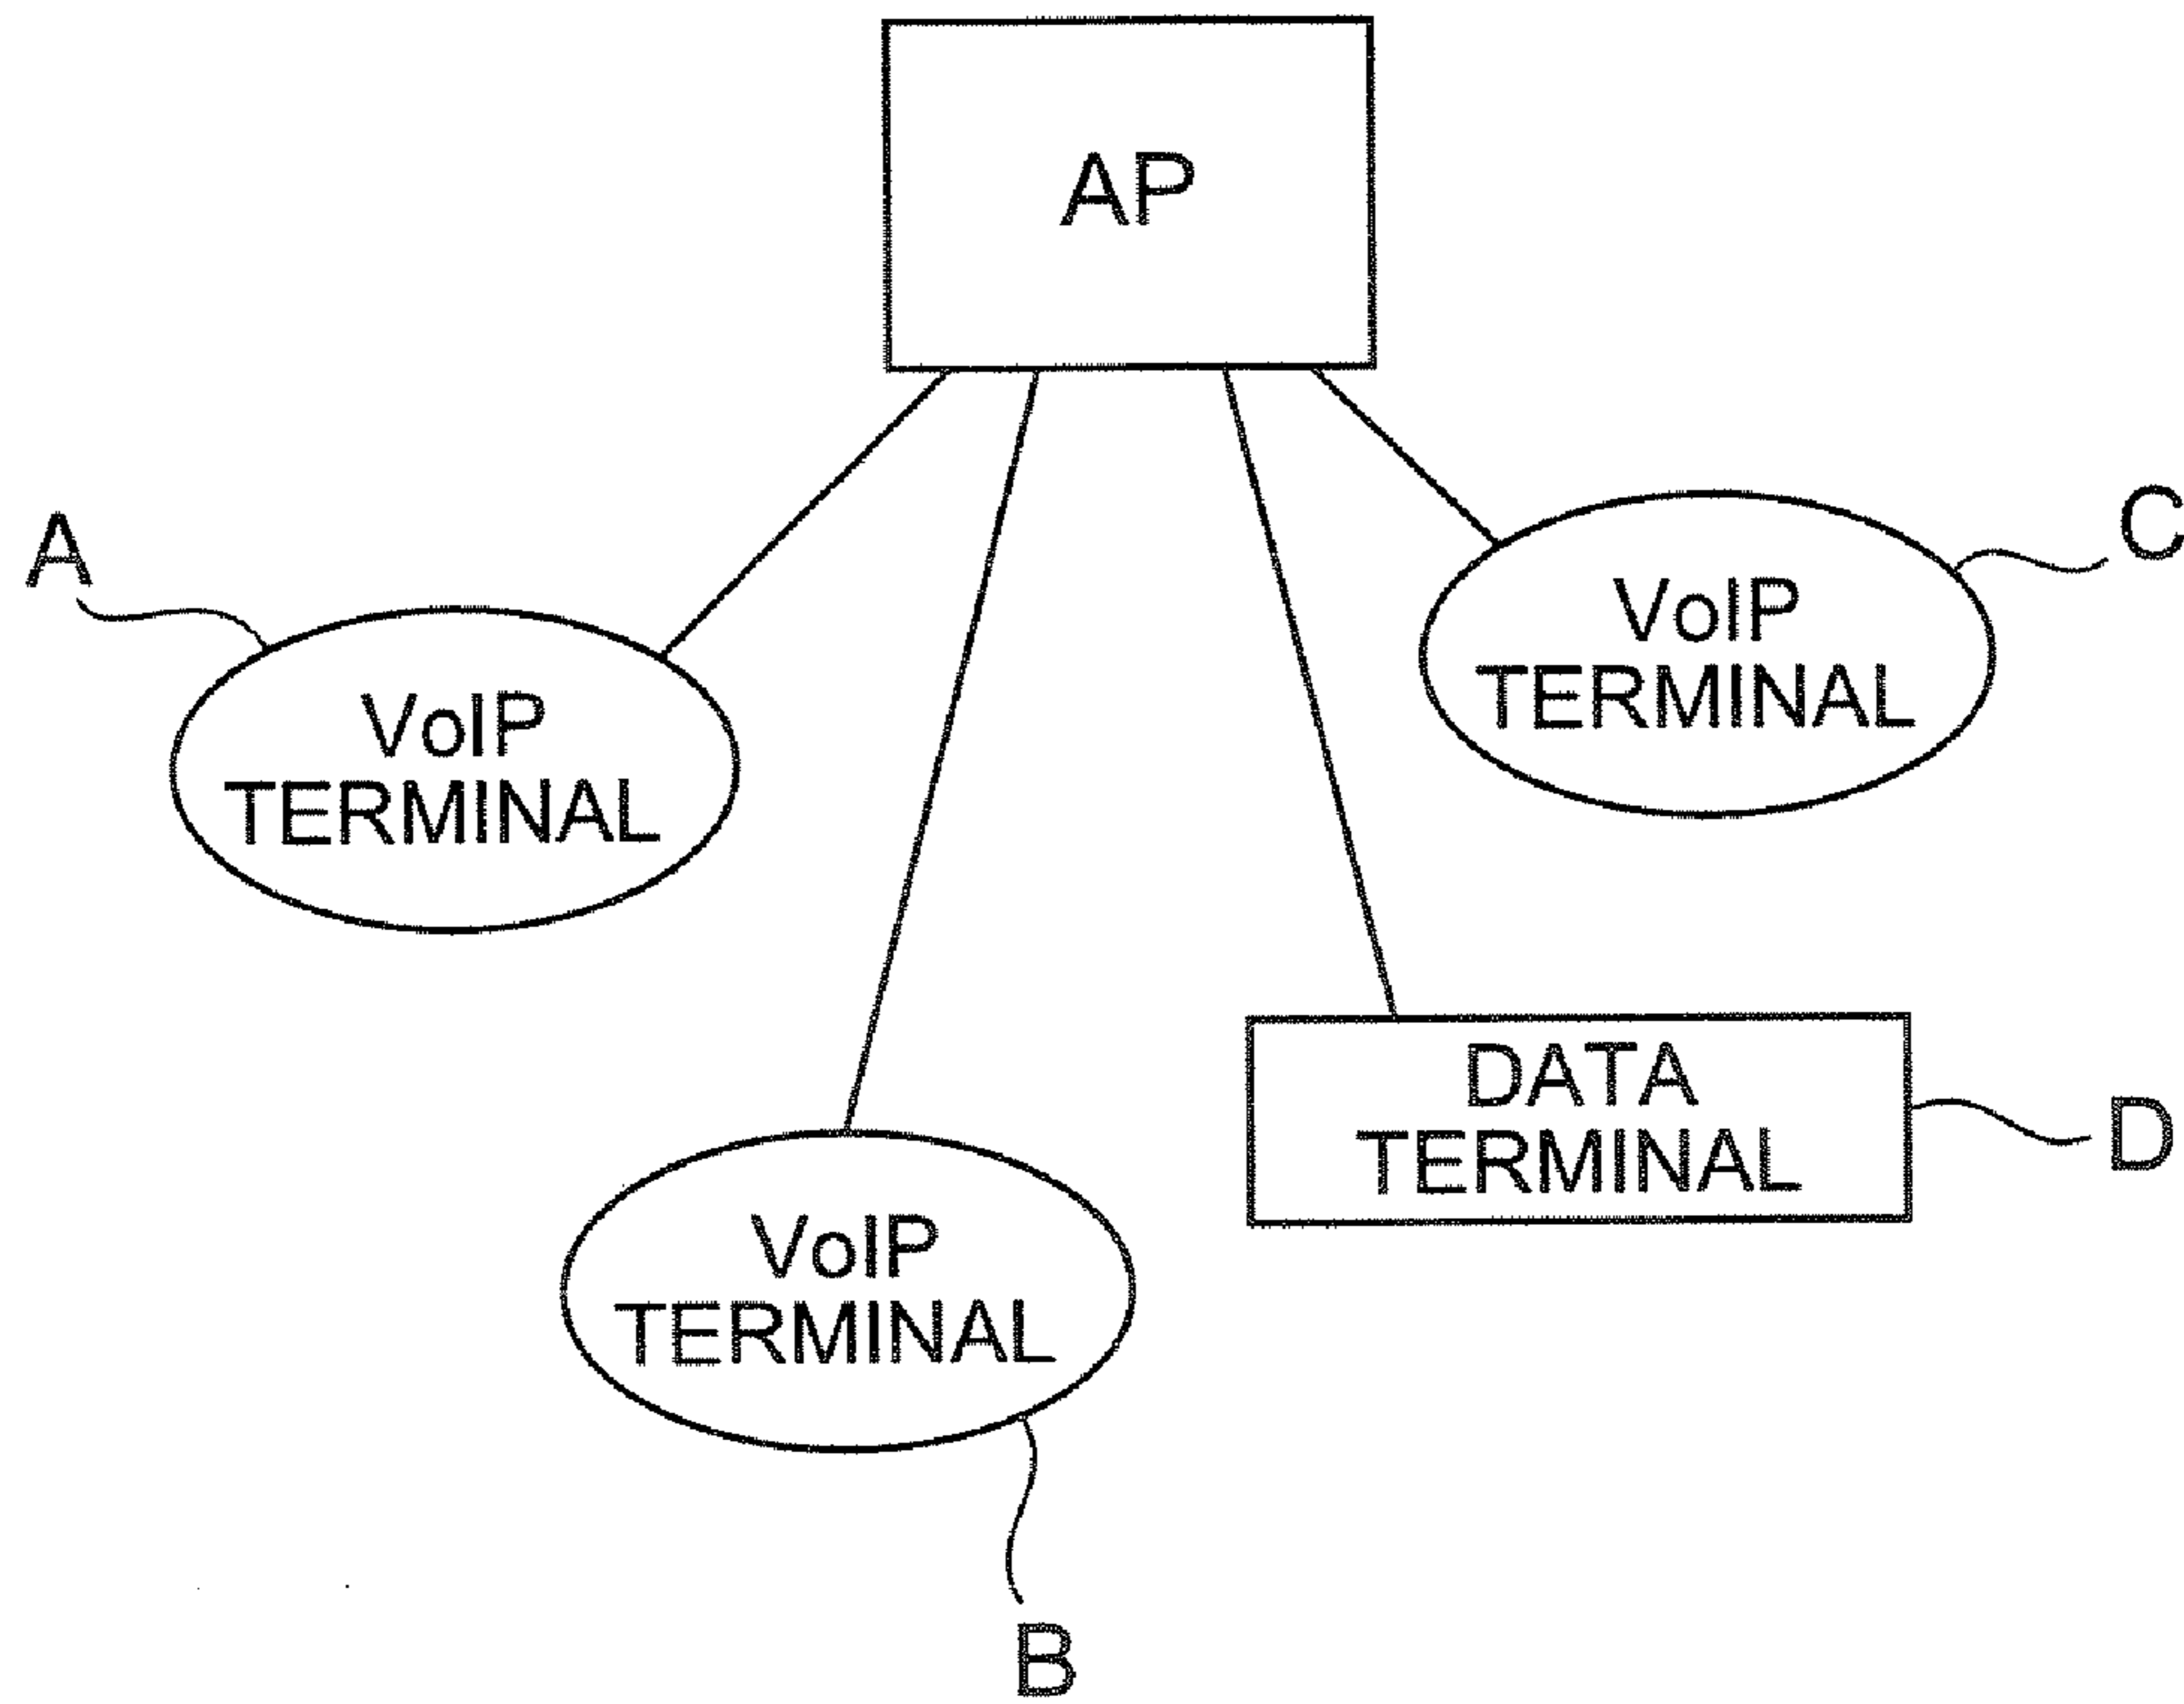 AP
A
VoIP
TERMINAL
C
VoIP
TERMINAL
DATA
TERMINAL
D
VoIP
TERMINAL
B